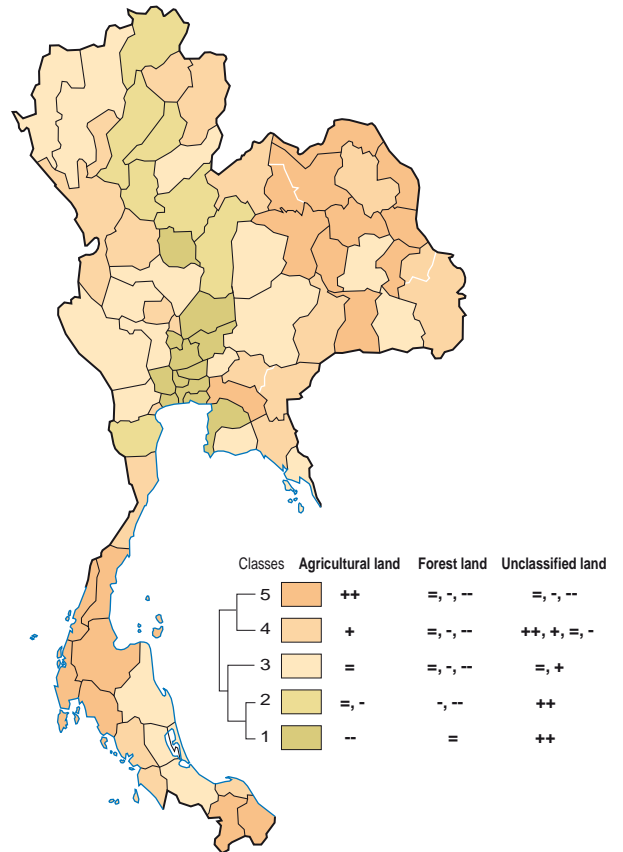 Classes Agricultural land Forest land Unclassified land
5 ++ =, -, -- =, -, --
4 + =, -, -- ++, +, =, -
3 = =, -, -- =, +
2 =, - -, -- ++
1 -- = ++